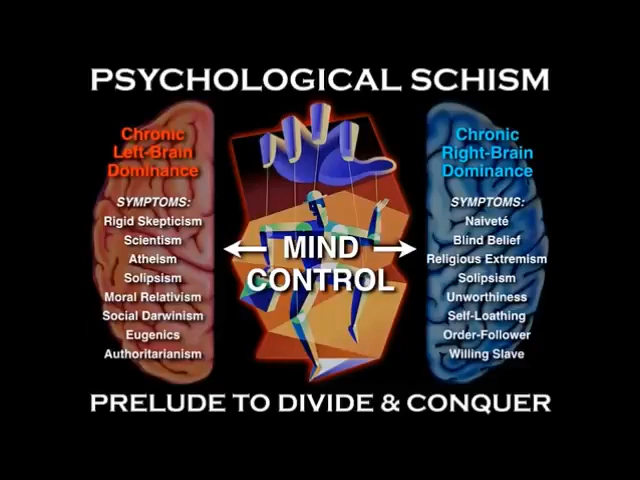 PSYCHOLOGICAL SCHISM
Chronic
Left-Brain
Dominance
SYMPTOMS:
Rigid Skepticism
Scientism
Atheism
Solipsism
Moral Relativism
Social Darwinism
Eugenics
Authoritarianism
MIND
CONTROL
Chronic
Right-Brain
Dominance
SYMPTOMS:
Naiveté
Blind Belief
Religious Extremism
Solipsism
Unworthiness
Self-Loathing
Order-Follower
Willing Slave
PRELUDE TO DIVIDE & CONQUER